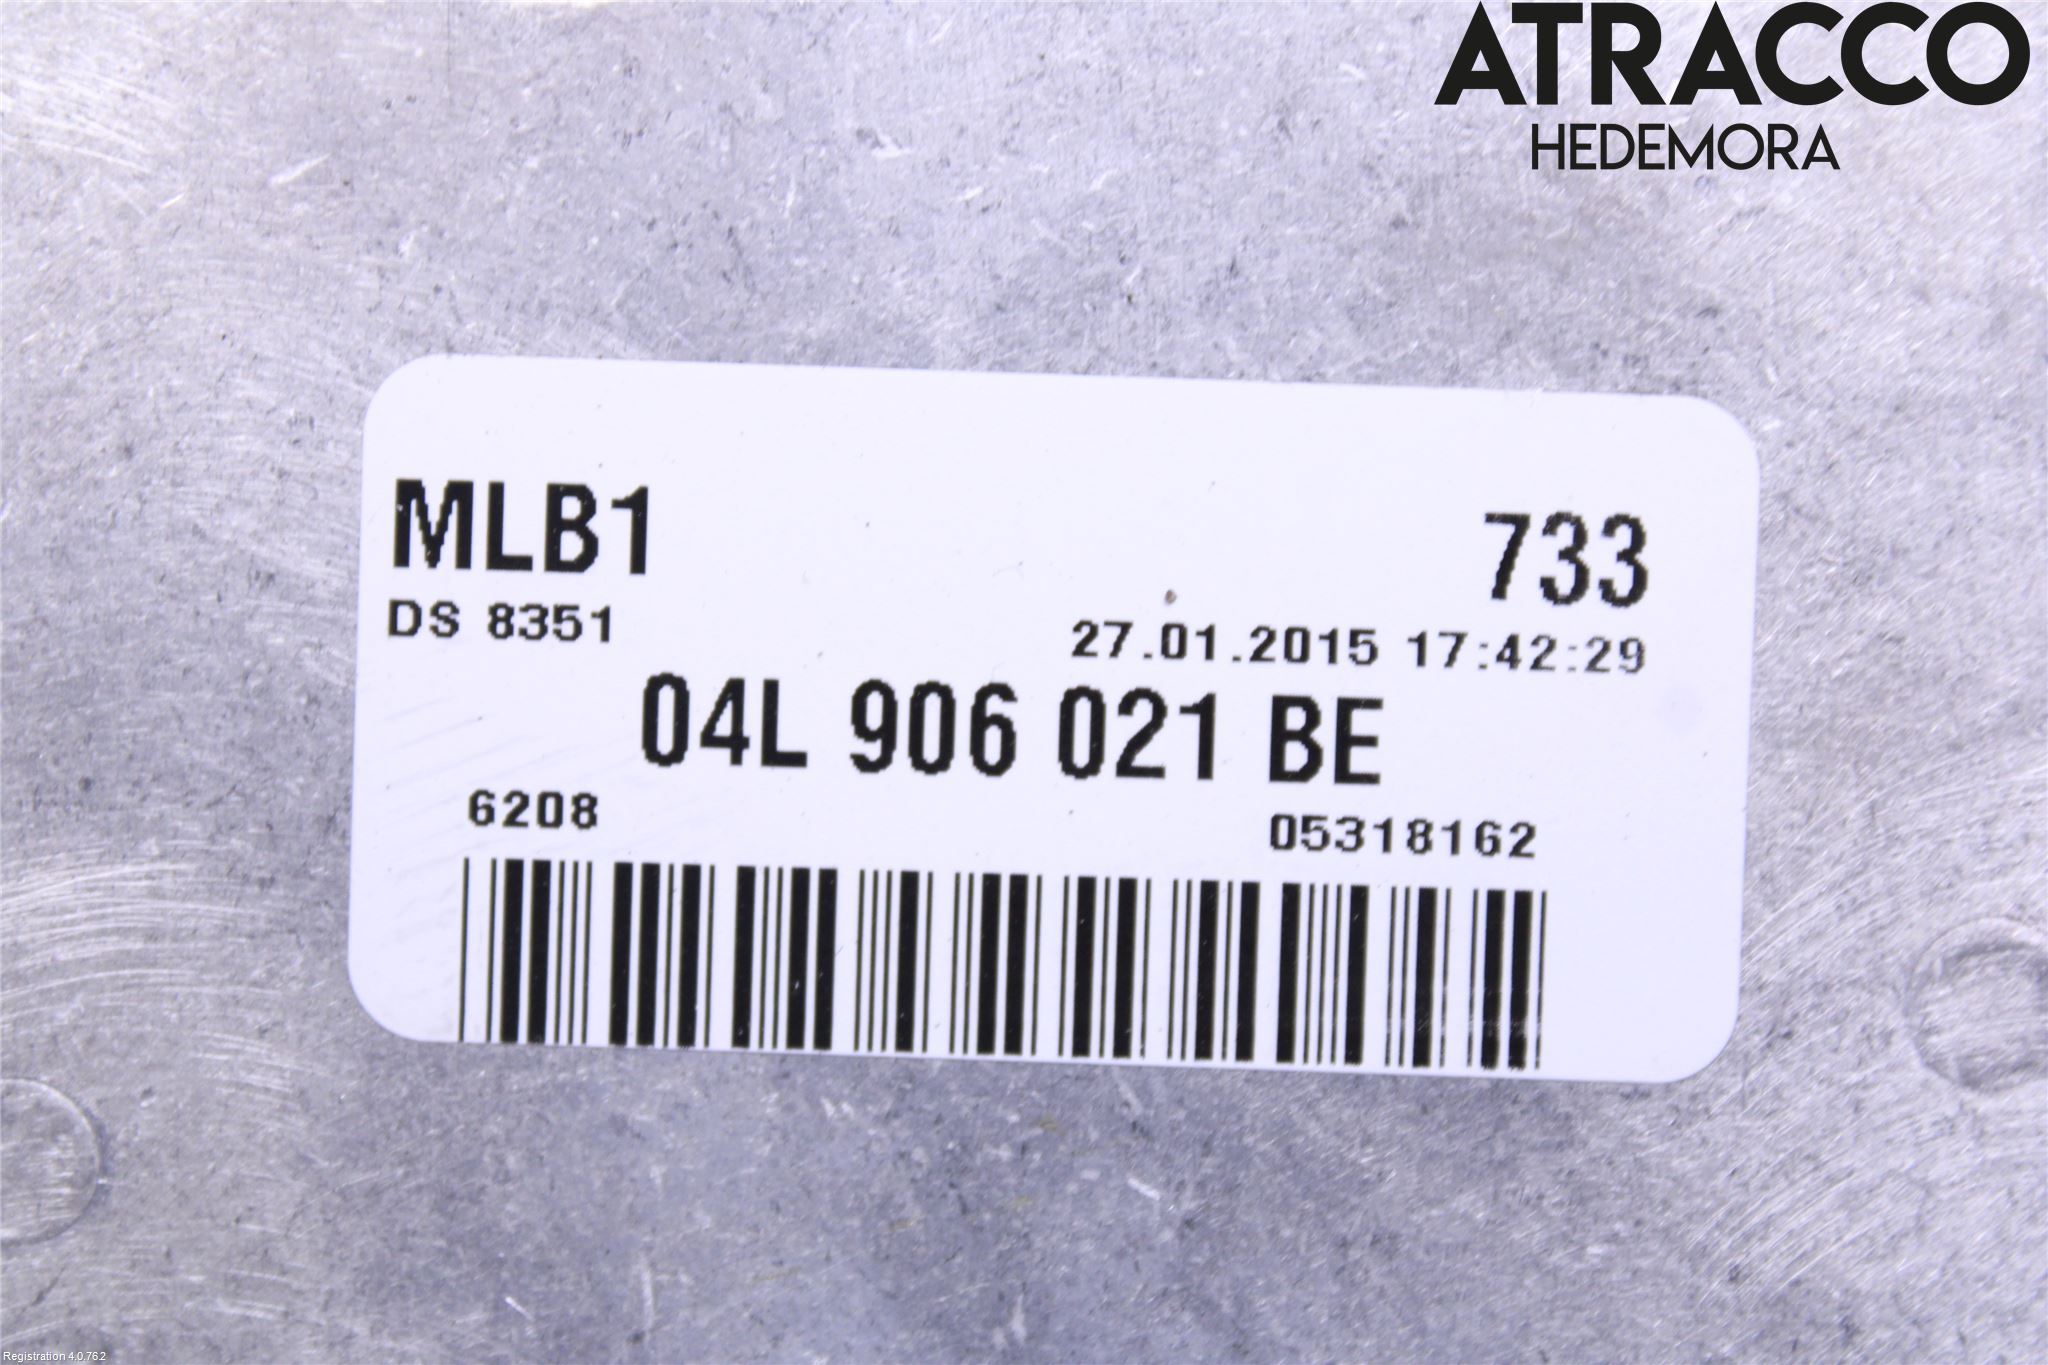 ATRACCO
HEDEMORA
MLB1 733
DS 8351 27.01.2015 17:42:29
04L 906 021 BE
6208 05318162
Registration 4.0.762